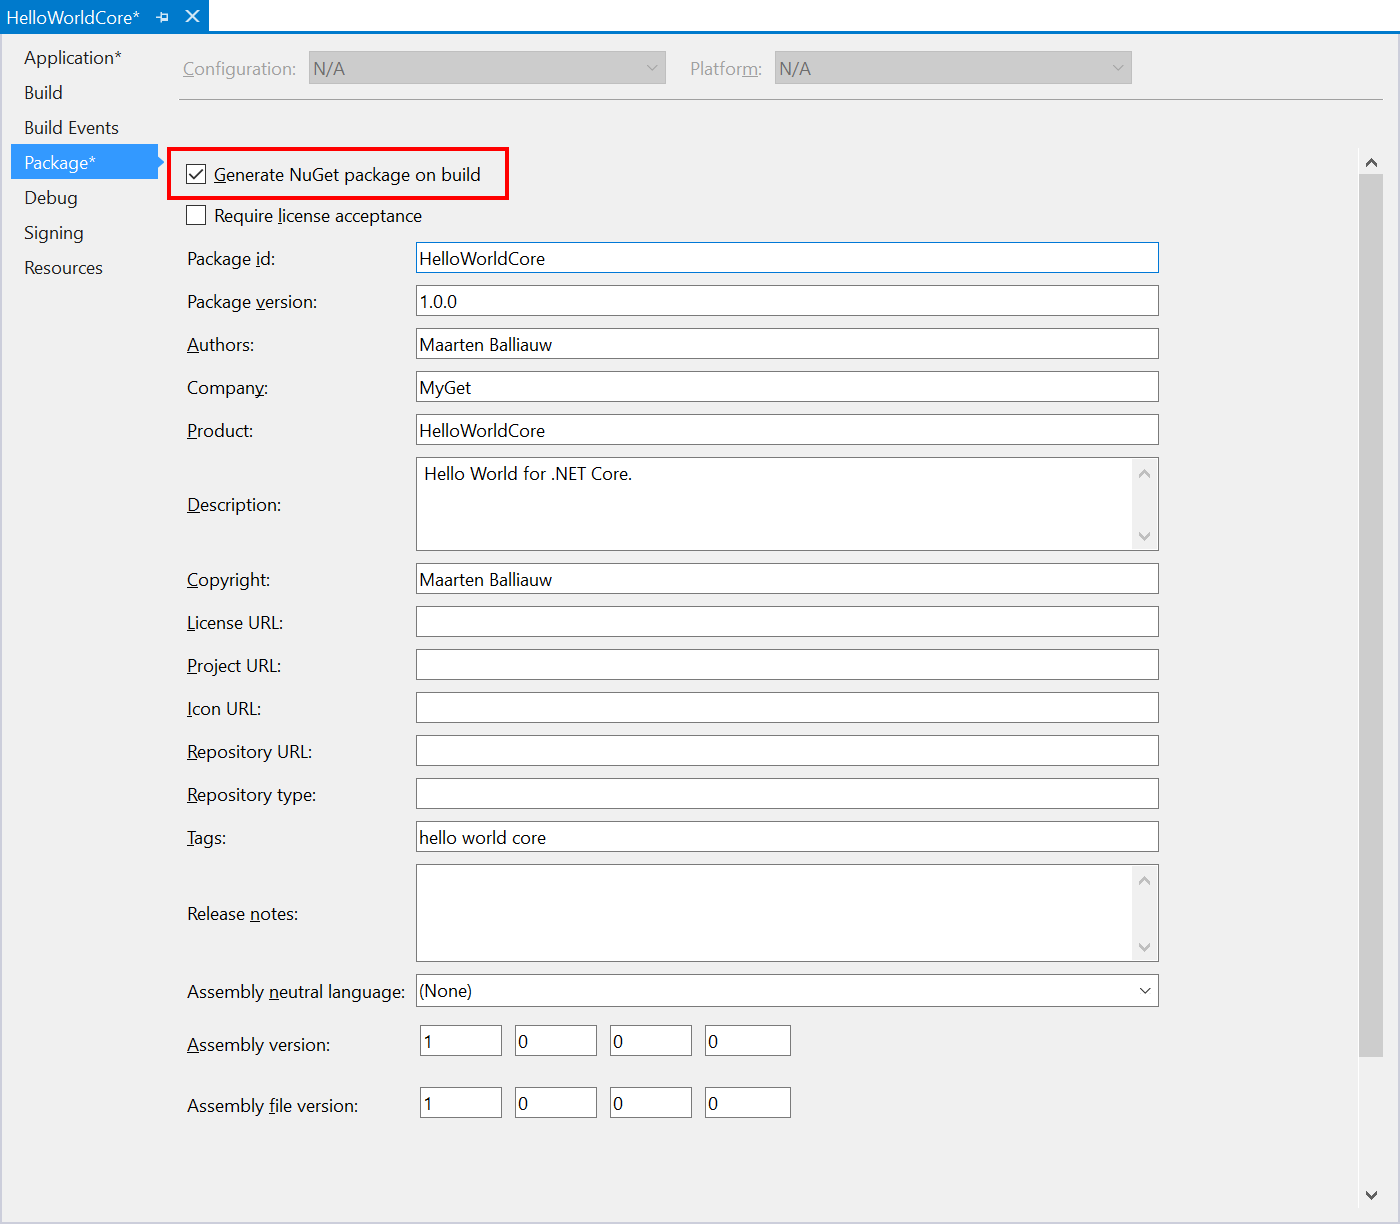 HelloWorldCore*
Application*
Build
Build Events
Package*
Debug
Signing
Resources
Configuration: N/A Platform: N/A
Generate NuGet package on build
Require license acceptance
Package id: HelloWorldCore
Package version: 1.0.0
Authors: Maarten Balliauw
Company: MyGet
Product: HelloWorldCore
Description: Hello World for .NET Core.
Copyright: Maarten Balliauw
License URL:
Project URL:
Icon URL:
Repository URL:
Repository type:
Tags: hello world core
Release notes:
Assembly neutral language: (None)
Assembly version: 1 0 0 0
Assembly file version: 1 0 0 0